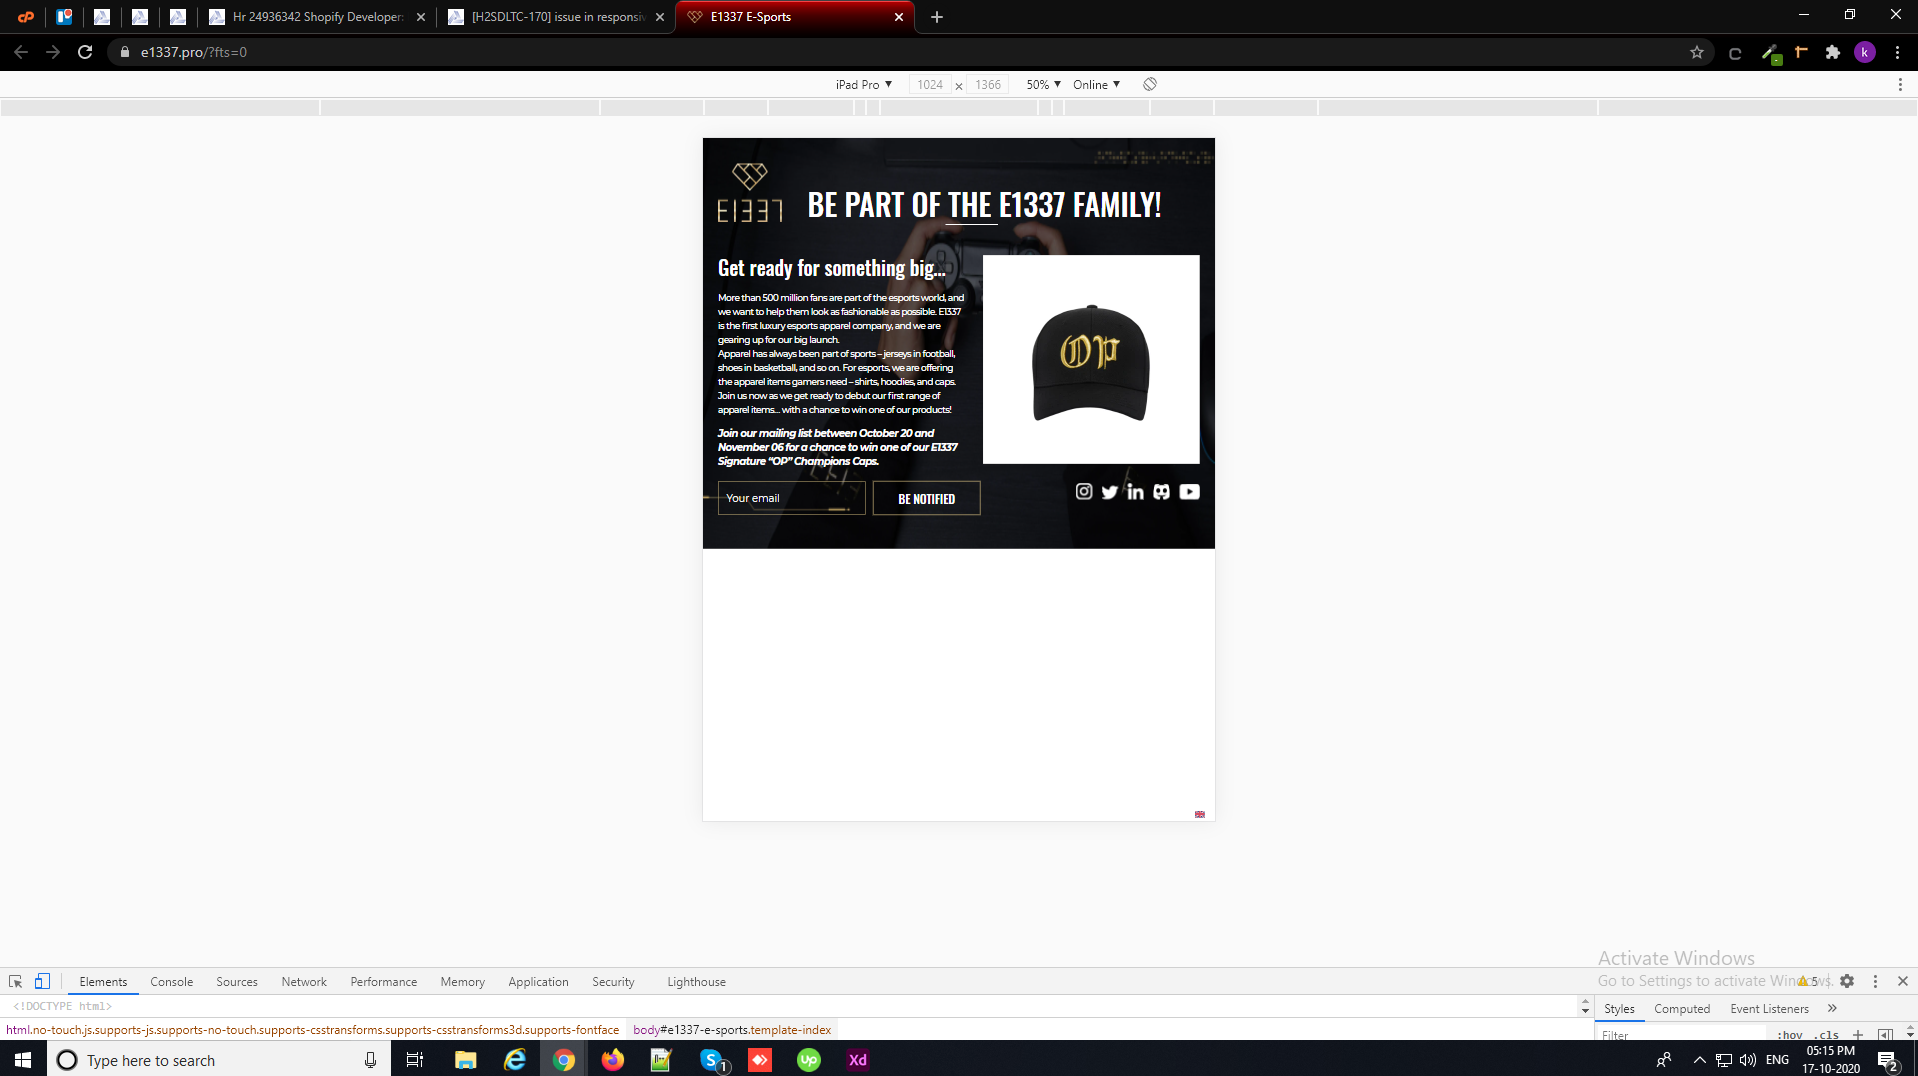 Hr 24936342 Shopify Developer:
[H2SDLTC-170] issue in responsiv
E1337 E-Sports
e1337.pro/?fts=0
k
iPad Pro ▼ 1024 x 1366 50% ▼ Online ▼
E1337
BE PART OF THE E1337 FAMILY!
Get ready for something big...
More than 500 million fans are part of the esports world, and
we want to help them look as fashionable as possible. E1337
is the first luxury esports apparel company, and we are
gearing up for our big launch.
Apparel has always been part of sports – jerseys in football,
shoes in basketball, and so on. For esports, we are offering
the apparel items gamers need – shirts, hoodies, and caps.
Join us now as we get ready to debut our first range of
apparel items... with a chance to win one of our products!
Join our mailing list between October 20 and
November 06 for a chance to win one of our E1337
Signature “OP” Champions Caps.
OP
Your email
BE NOTIFIED
Activate Windows
Go to Settings to activate Windows.
Elements Console Sources Network Performance Memory Application Security Lighthouse
5
<!DOCTYPE html>
Styles Computed Event Listeners »
html.no-touch.js.supports-js.supports-no-touch.supports-csstransforms.supports-csstransforms3d.supports-fontface body#e1337-e-sports.template-index
Filter :hov .cls +
Type here to search
1
Up
Xd
ENG
05:15 PM
17-10-2020
2